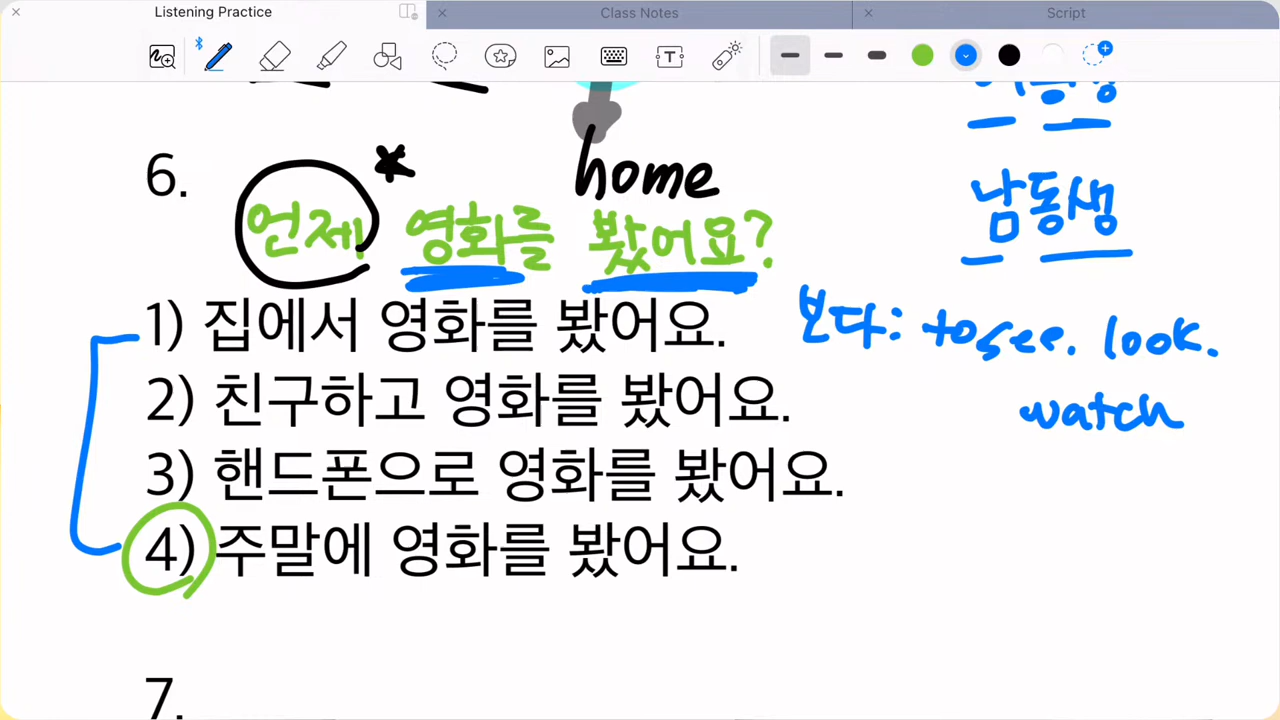 Listening Practice
Class Notes
Script
T
6.
home
언제 영화를 봤어요?
1) 집에서 영화를 봤어요.
2) 친구하고 영화를 봤어요.
3) 핸드폰으로 영화를 봤어요.
4) 주말에 영화를 봤어요.
남동생
보다: to see. look.
watch
7.